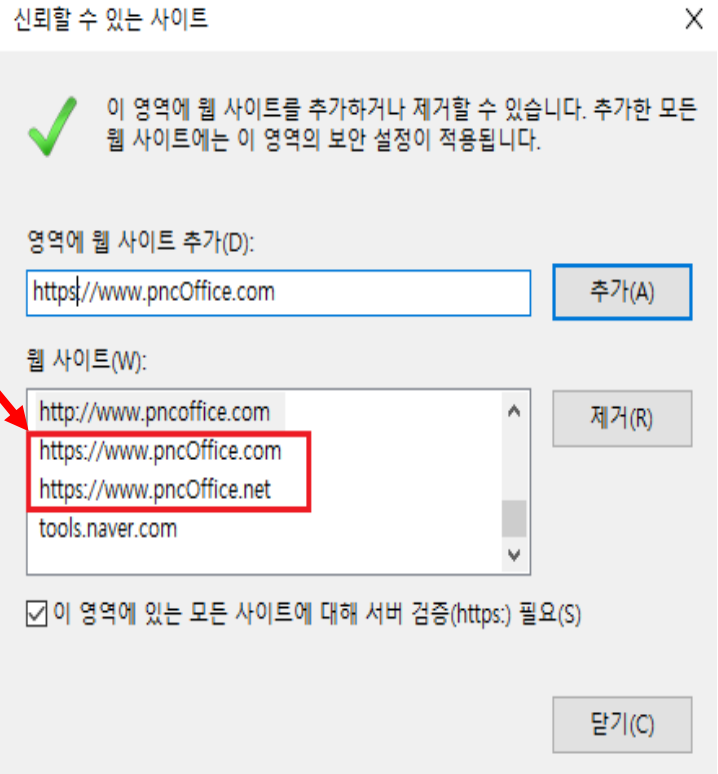 신뢰할 수 있는 사이트
이 영역에 웹 사이트를 추가하거나 제거할 수 있습니다. 추가한 모든
웹 사이트에는 이 영역의 보안 설정이 적용됩니다.
영역에 웹 사이트 추가(D):
https://www.pncOffice.com
추가(A)
웹 사이트(W):
http://www.pncoffice.com
제거(R)
https://www.pncOffice.com
https://www.pncOffice.net
tools.naver.com
이 영역에 있는 모든 사이트에 대해 서버 검증(https:) 필요(S)
닫기(C)